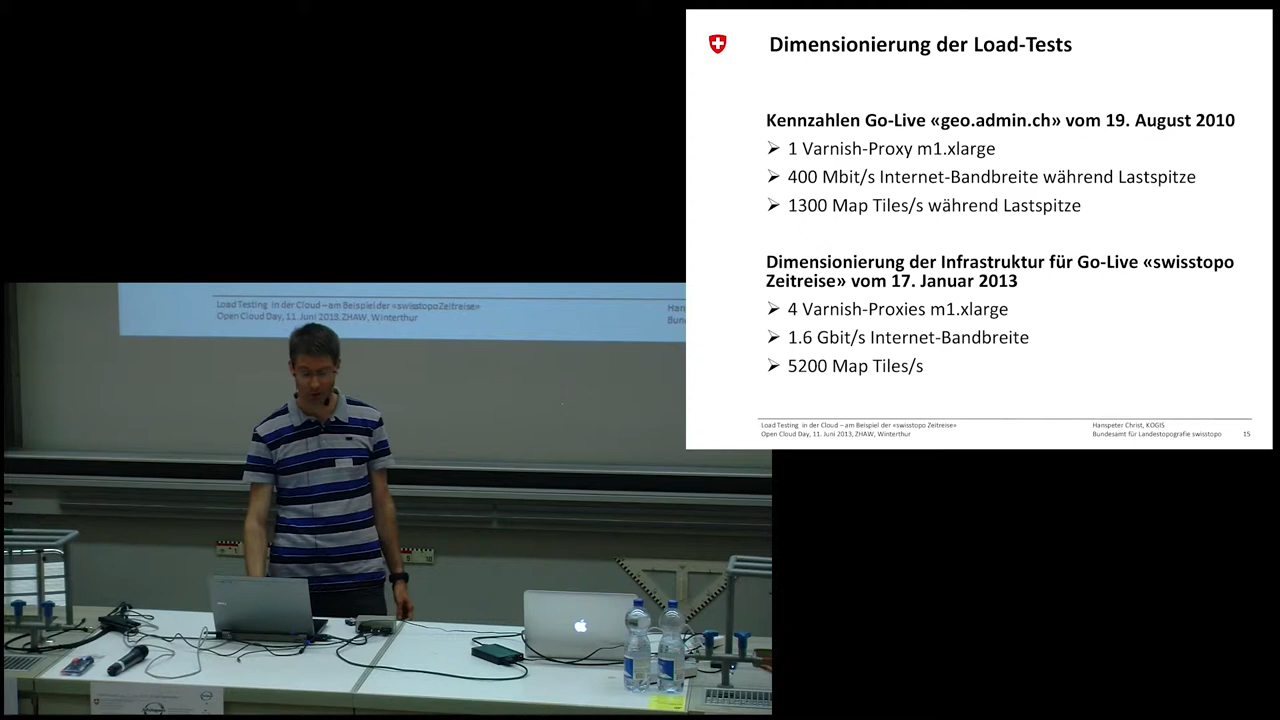 Dimensionierung der Load-Tests
Kennzahlen Go-Live «geo.admin.ch» vom 19. August 2010
1 Varnish-Proxy m1.xlarge
400 Mbit/s Internet-Bandbreite während Lastspitze
1300 Map Tiles/s während Lastspitze
Dimensionierung der Infrastruktur für Go-Live «swisstopo
Zeitreise» vom 17. Januar 2013
4 Varnish-Proxies m1.xlarge
1.6 Gbit/s Internet-Bandbreite
5200 Map Tiles/s
Load Testing in der Cloud – am Beispiel der «swisstopo Zeitreise»
Open Cloud Day, 11. Juni 2013, ZHAW, Winterthur
Hanspeter Christ, KOGIS
Bundesamt für Landestopografie swisstopo
15
Load Testing in der Cloud – am Beispiel der «swisstopo Zeitreise»
Open Cloud Day, 11. Juni 2013, ZHAW, Winterthur
Han
Bun